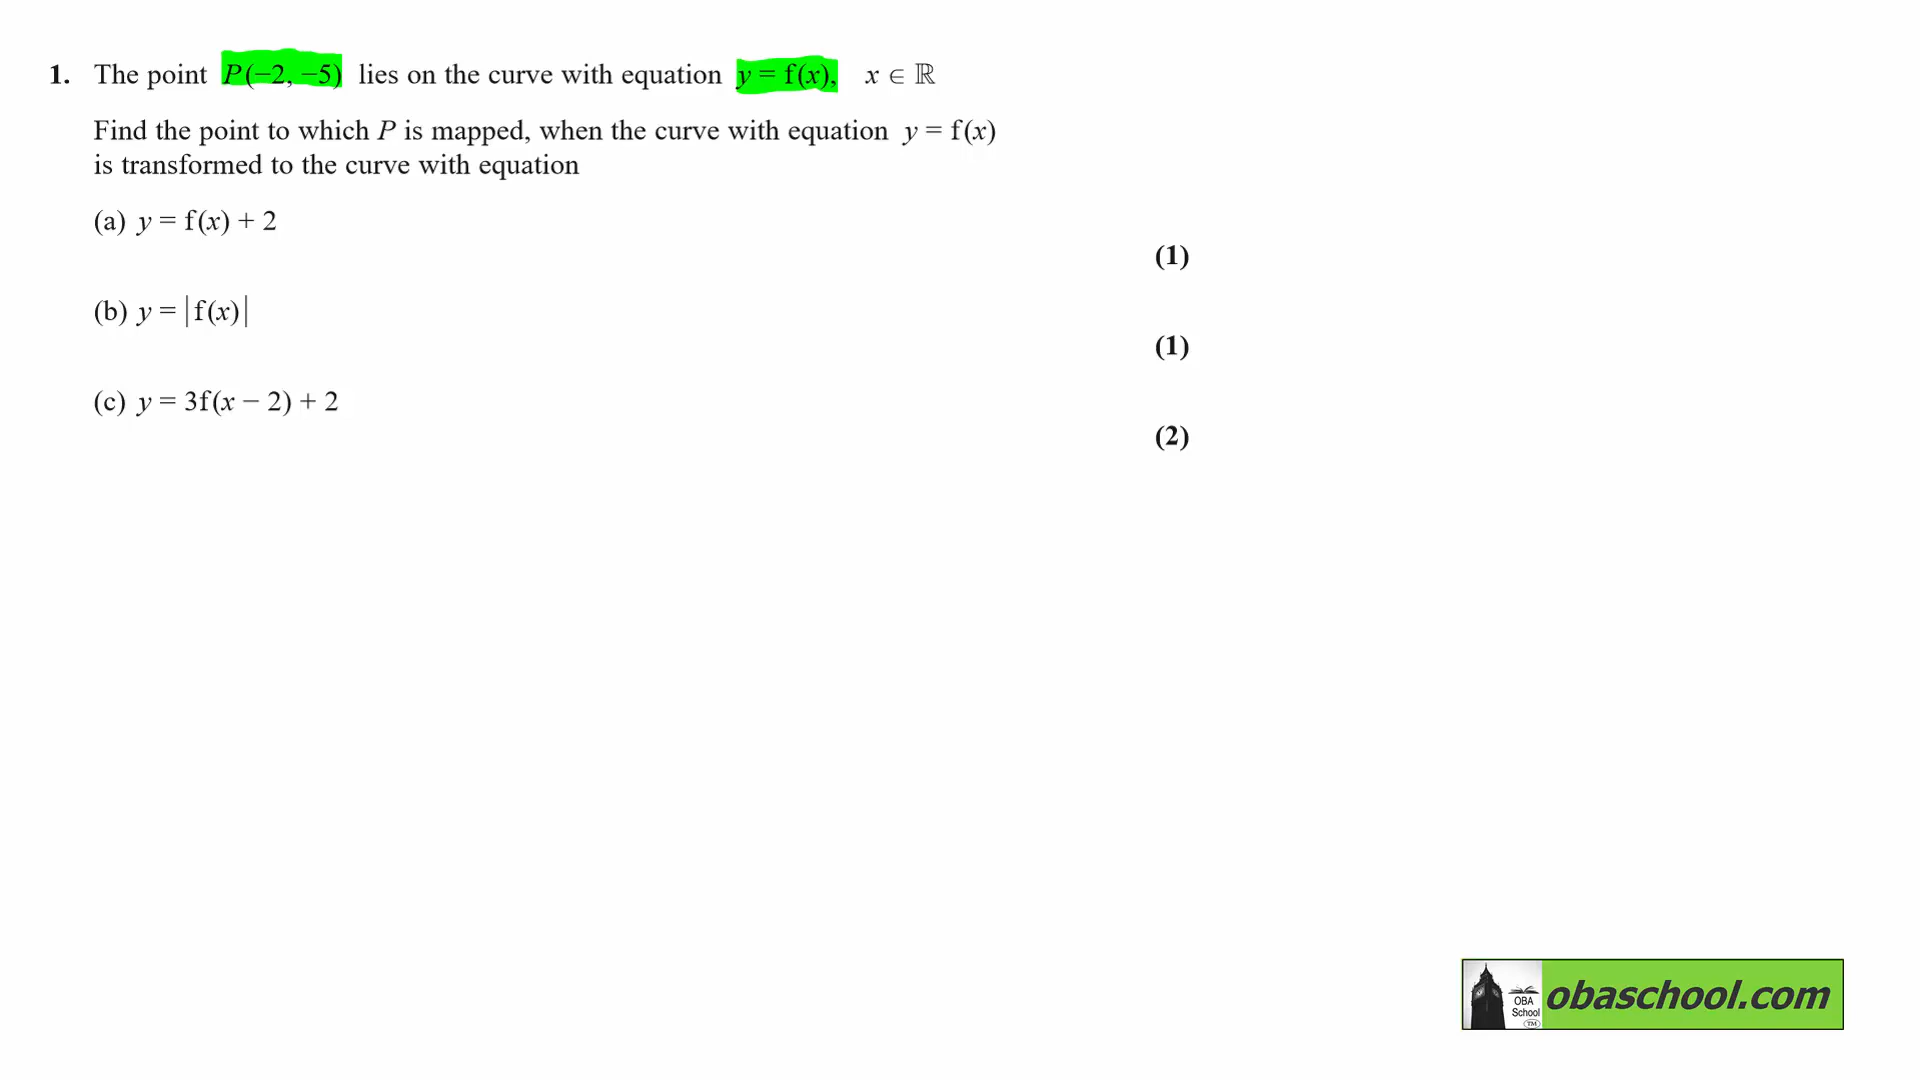 1. The point P(−2, −5) lies on the curve with equation y = f(x), x ∈ ℝ
Find the point to which P is mapped, when the curve with equation y = f(x)
is transformed to the curve with equation
(a) y = f(x) + 2
(1)
(b) y = |f(x)|
(1)
(c) y = 3f(x − 2) + 2
(2)
OBA
School
TM
obaschool.com